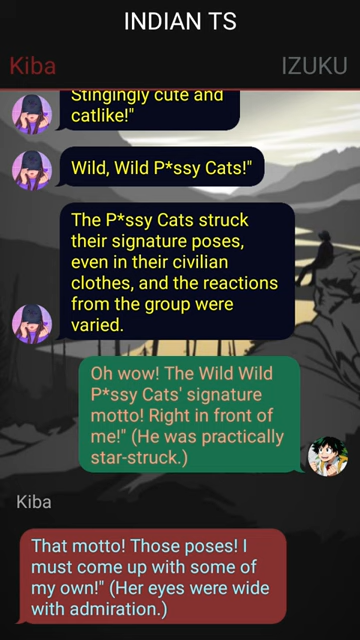 INDIAN TS
Kiba
IZUKU
Stingingly cute and
catlike!"
Wild, Wild P*ssy Cats!"
The P*ssy Cats struck
their signature poses,
even in their civilian
clothes, and the reactions
from the group were
varied.
Oh wow! The Wild Wild
P*ssy Cats' signature
motto! Right in front of
me!" (He was practically
star-struck.)
Kiba
That motto! Those poses! I
must come up with some of
my own!" (Her eyes were wide
with admiration.)